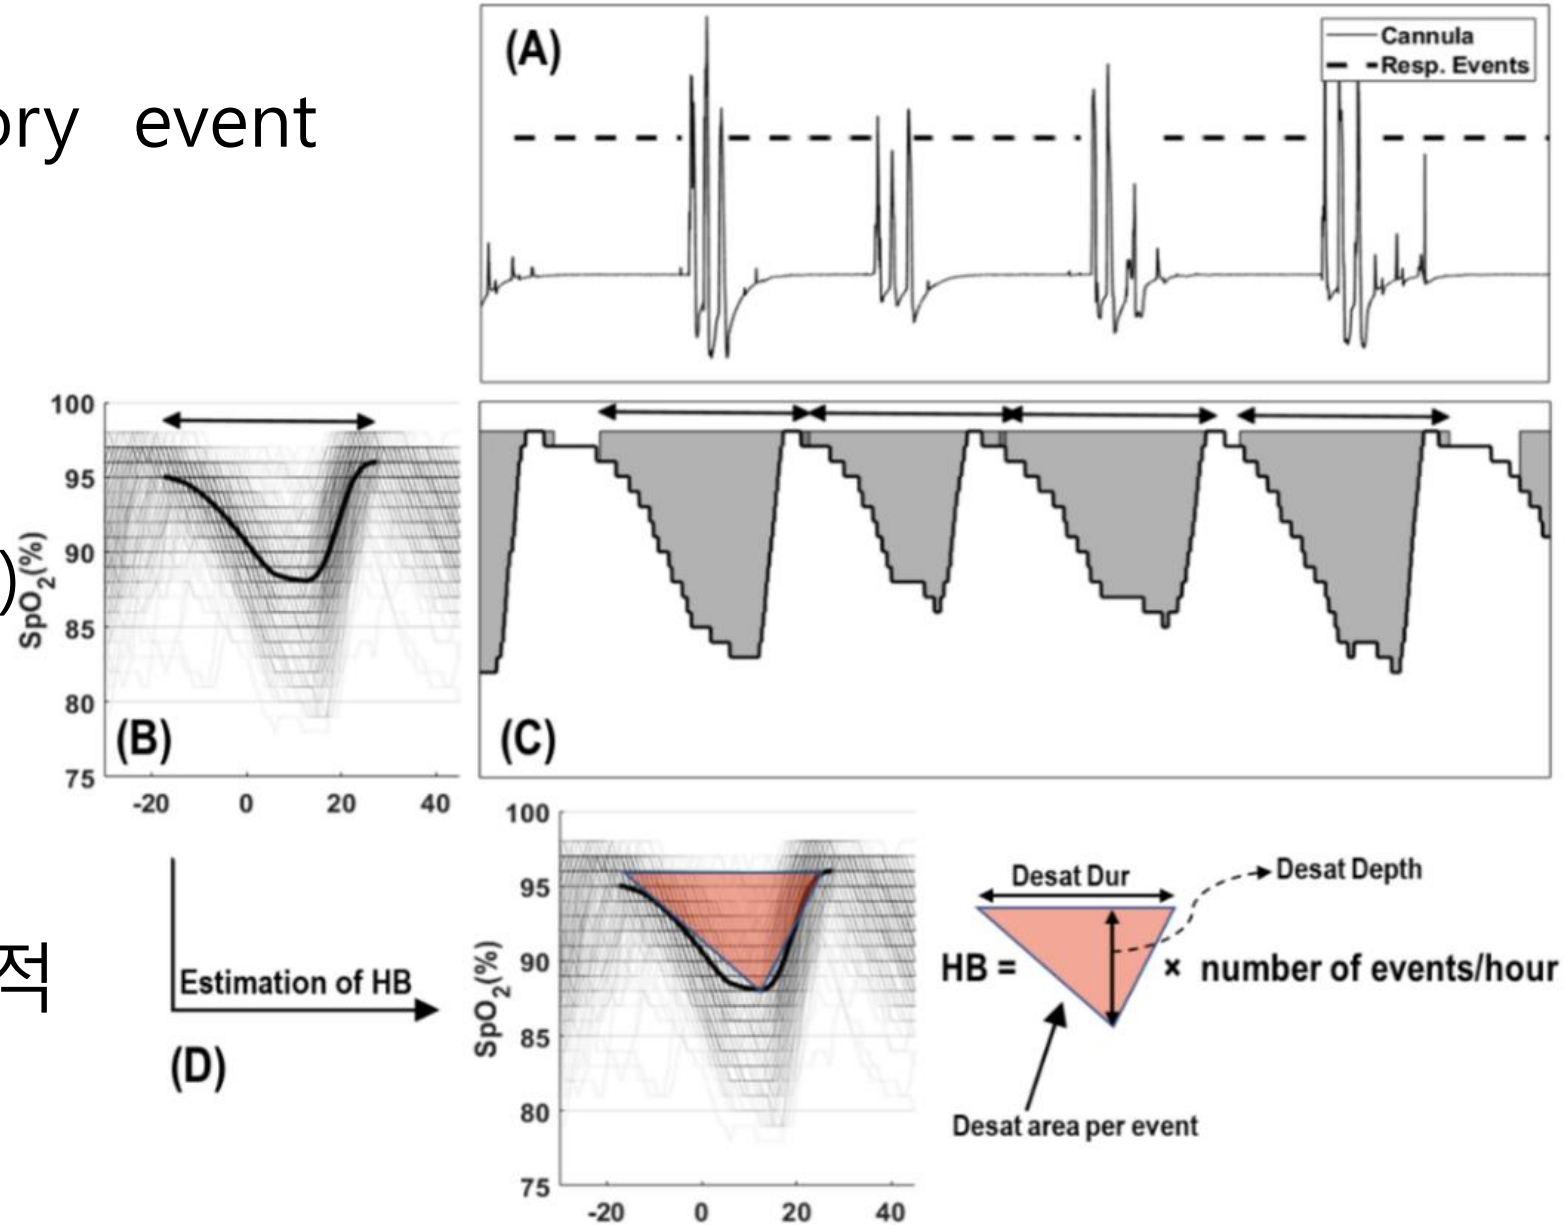 ory event
(A)
Cannula
Resp. Events
)
적
100
95
90
85
80
75
SpO2(%)
(B)
-20 0 20 40
(C)
Estimation of HB
(D)
100
95
90
85
80
75
SpO2(%)
-20 0 20 40
Desat Dur
Desat Depth
HB = × number of events/hour
Desat area per event